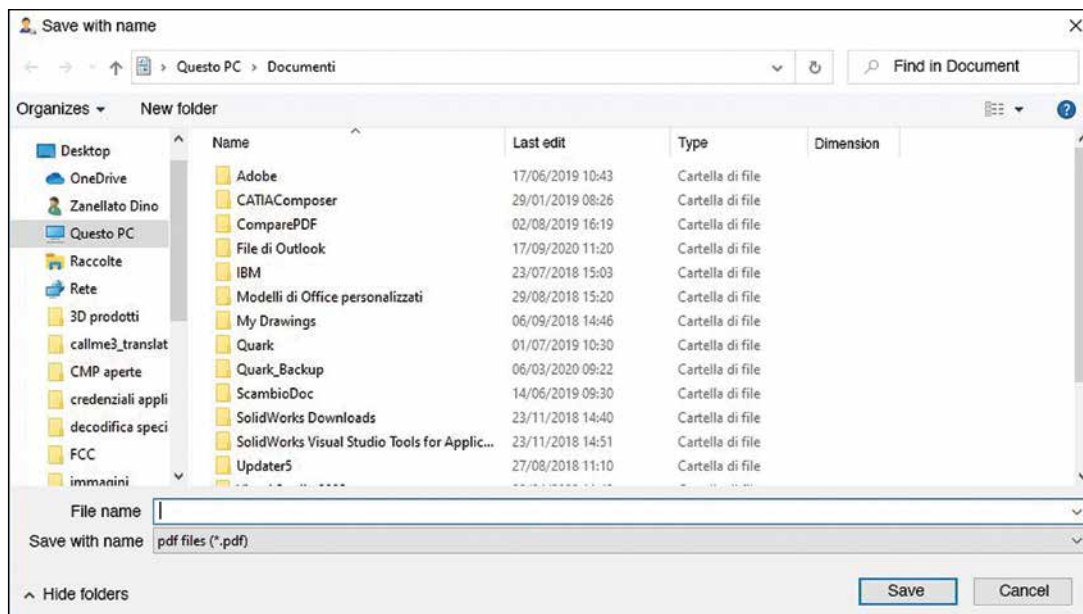 Save with name
Questo PC > Documenti
Find in Document
Organizes
New folder
Name Last edit Type Dimension
Desktop
OneDrive
Zanellato Dino
Questo PC
Raccolte
Rete
3D prodotti
callme3_translat
CMP aperte
credenziali appli
decodifica speci
FCC
immagini
Adobe 17/06/2019 10:43 Cartella di file
CATIAComposer 29/01/2019 08:26 Cartella di file
ComparePDF 02/08/2019 16:19 Cartella di file
File di Outlook 17/09/2020 11:20 Cartella di file
IBM 23/07/2018 15:03 Cartella di file
Modelli di Office personalizzati 29/08/2018 15:20 Cartella di file
My Drawings 06/09/2018 14:46 Cartella di file
Quark 01/07/2019 10:30 Cartella di file
Quark_Backup 06/03/2020 09:22 Cartella di file
ScambioDoc 14/06/2019 09:30 Cartella di file
SolidWorks Downloads 23/11/2018 14:40 Cartella di file
SolidWorks Visual Studio Tools for Applic... 23/11/2018 14:51 Cartella di file
Updater5 27/08/2018 11:10 Cartella di file
File name
Save with name pdf files (*.pdf)
Hide folders
Save
Cancel